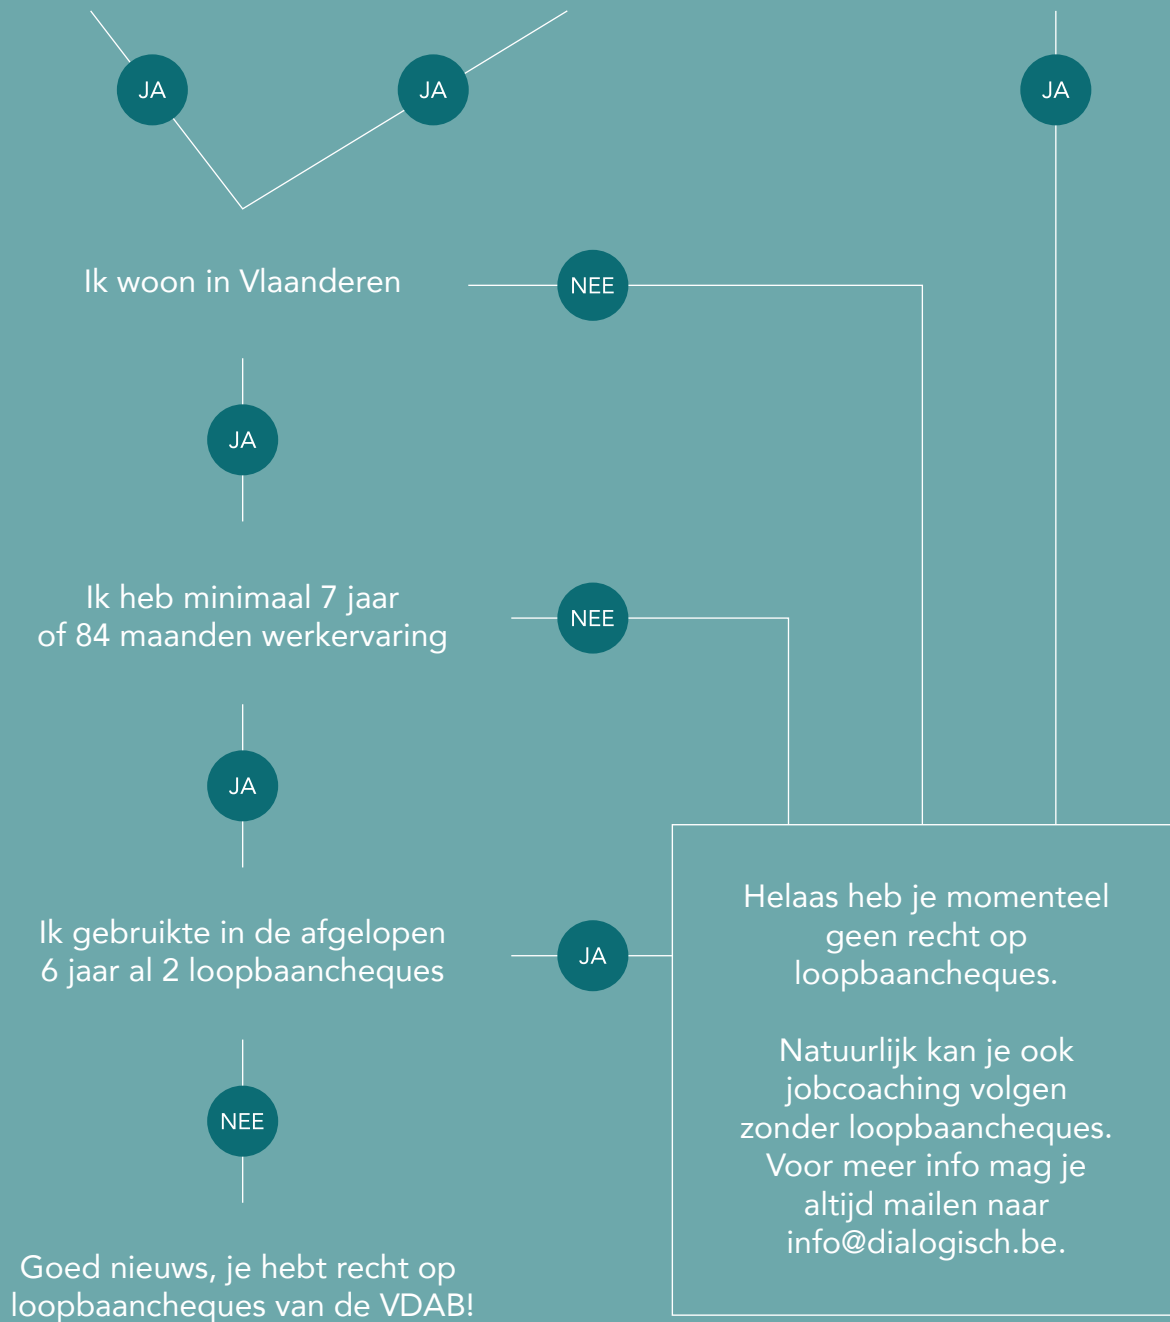 JA
JA
JA
Ik woon in Vlaanderen
NEE
JA
Ik heb minimaal 7 jaar
of 84 maanden werkervaring
NEE
JA
Ik gebruikte in de afgelopen
6 jaar al 2 loopbaancheques
JA
Helaas heb je momenteel
geen recht op
loopbaancheques.
Natuurlijk kan je ook
jobcoaching volgen
zonder loopbaancheques.
Voor meer info mag je
altijd mailen naar
info@dialogisch.be.
NEE
Goed nieuws, je hebt recht op
loopbaancheques van de VDAB!